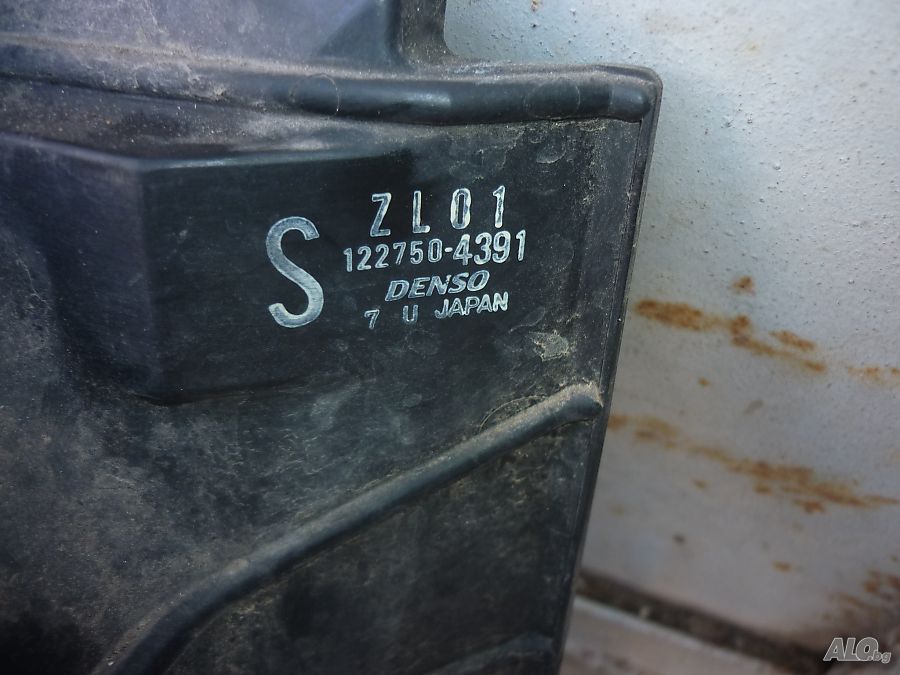 S
ZL01
122750-4391
DENSO
7 U JAPAN
ALO.bg